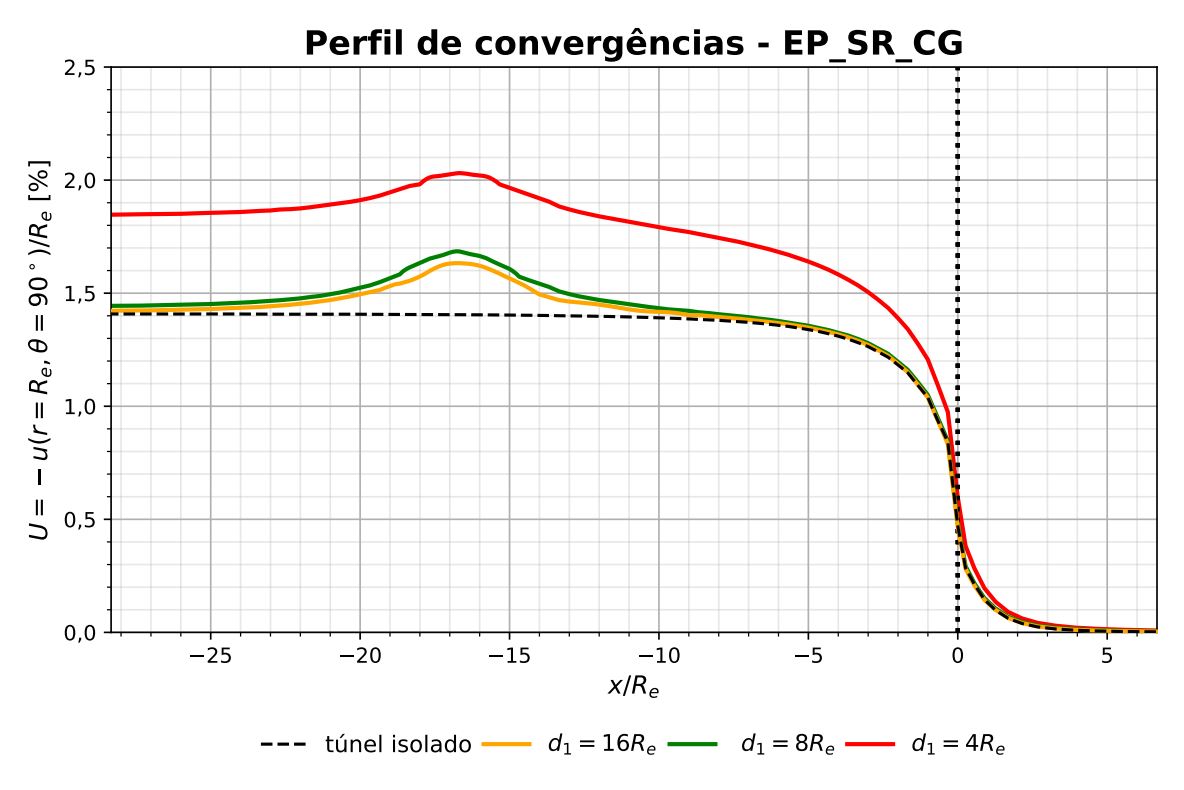 Perfil de convergências - EP_SR_CG
U = − u(r = Rₑ, θ = 90°)/Rₑ [%]
2,5
2,0
1,5
1,0
0,5
0,0
−25 −20 −15 −10 −5 0 5
x/Rₑ
túnel isolado d₁ = 16Rₑ d₁ = 8Rₑ d₁ = 4Rₑ